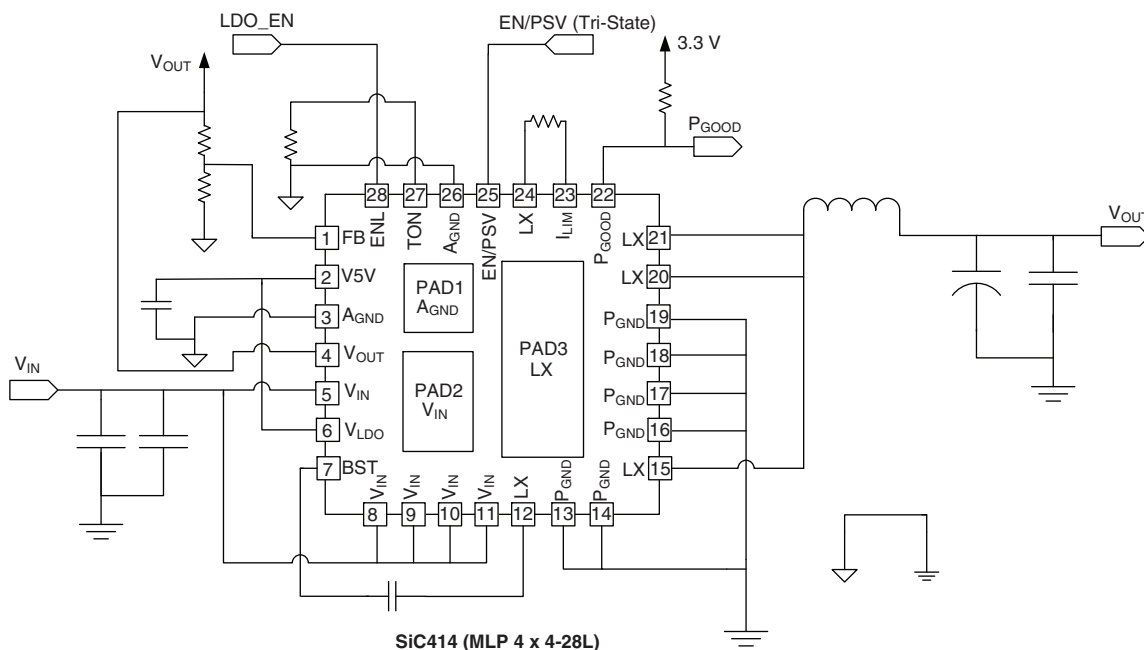 LDO_EN
EN/PSV (Tri-State)
3.3 V
VOUT
PGOOD
28 27 26 25 24 23 22
ENL TON AGND EN/PSV LX ILIM PGOOD
1 FB
2 V5V
3 AGND
4 VOUT
5 VIN
6 VLDO
7 BST
VIN
PAD1
AGND
PAD2
VIN
PAD3
LX
LX 21
LX 20
PGND 19
PGND 18
PGND 17
PGND 16
LX 15
VOUT
VIN VIN VIN VIN LX PGND PGND
8 9 10 11 12 13 14
SiC414 (MLP 4 x 4-28L)